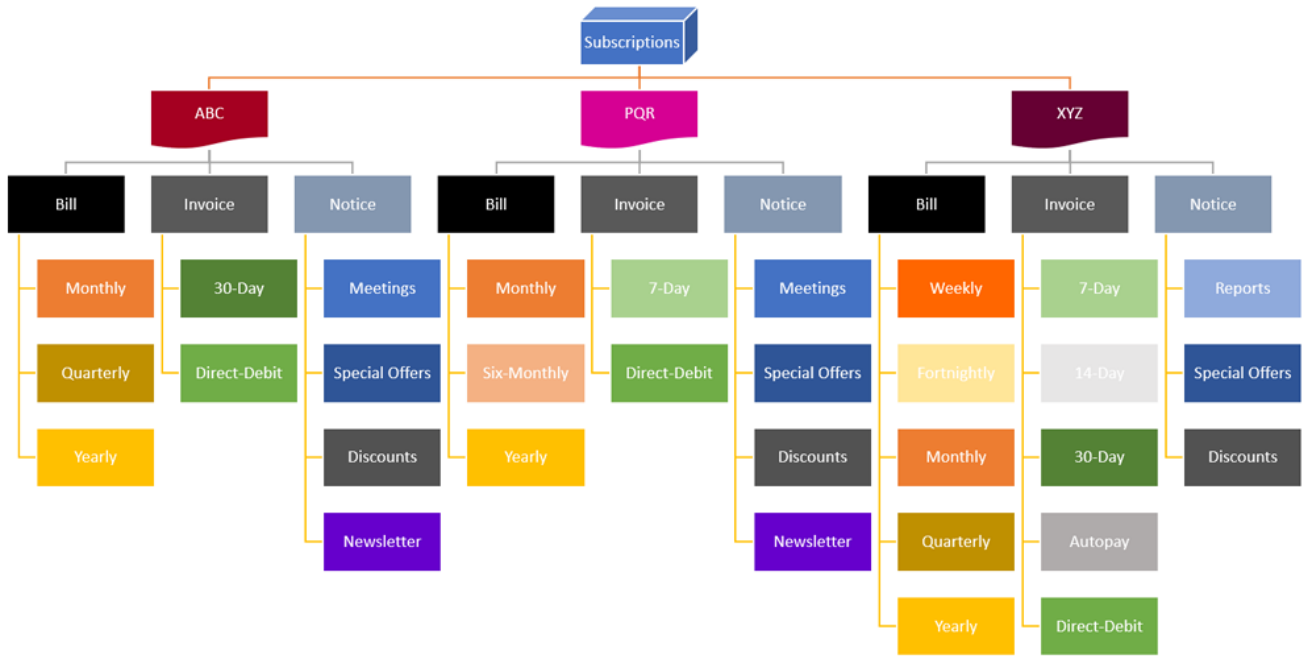 Subscriptions
ABC
PQR
XYZ
Bill
Invoice
Notice
Bill
Invoice
Notice
Bill
Invoice
Notice
Monthly
30-Day
Meetings
Monthly
7-Day
Meetings
Weekly
7-Day
Reports
Quarterly
Direct-Debit
Special Offers
Six-Monthly
Direct-Debit
Special Offers
Fortnightly
14-Day
Special Offers
Yearly
Discounts
Yearly
Discounts
Monthly
30-Day
Discounts
Newsletter
Newsletter
Quarterly
Autopay
Yearly
Direct-Debit